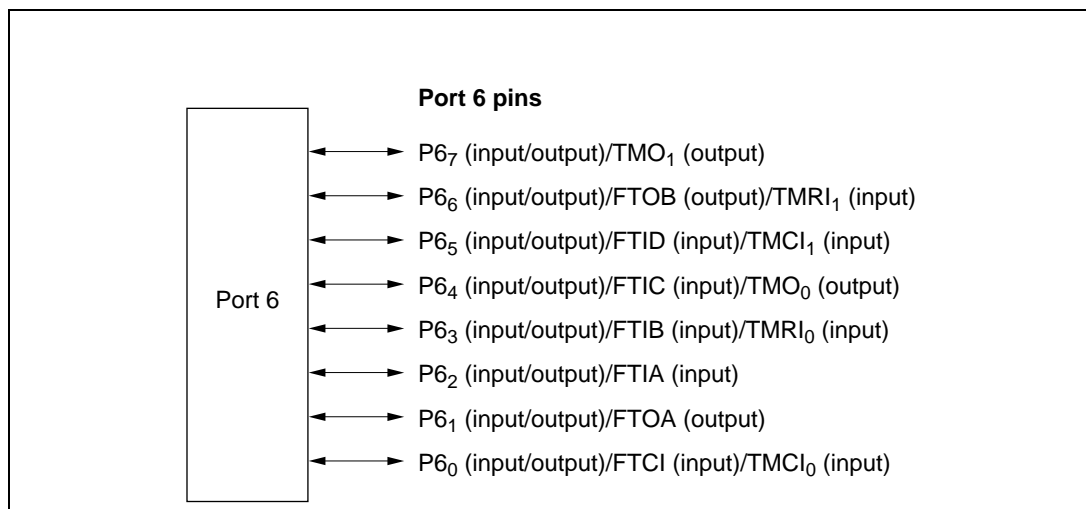 Port 6 pins
P6₇ (input/output)/TMO₁ (output)
P6₆ (input/output)/FTOB (output)/TMRI₁ (input)
P6₅ (input/output)/FTID (input)/TMCI₁ (input)
P6₄ (input/output)/FTIC (input)/TMO₀ (output)
Port 6
P6₃ (input/output)/FTIB (input)/TMRI₀ (input)
P6₂ (input/output)/FTIA (input)
P6₁ (input/output)/FTOA (output)
P6₀ (input/output)/FTCI (input)/TMCI₀ (input)